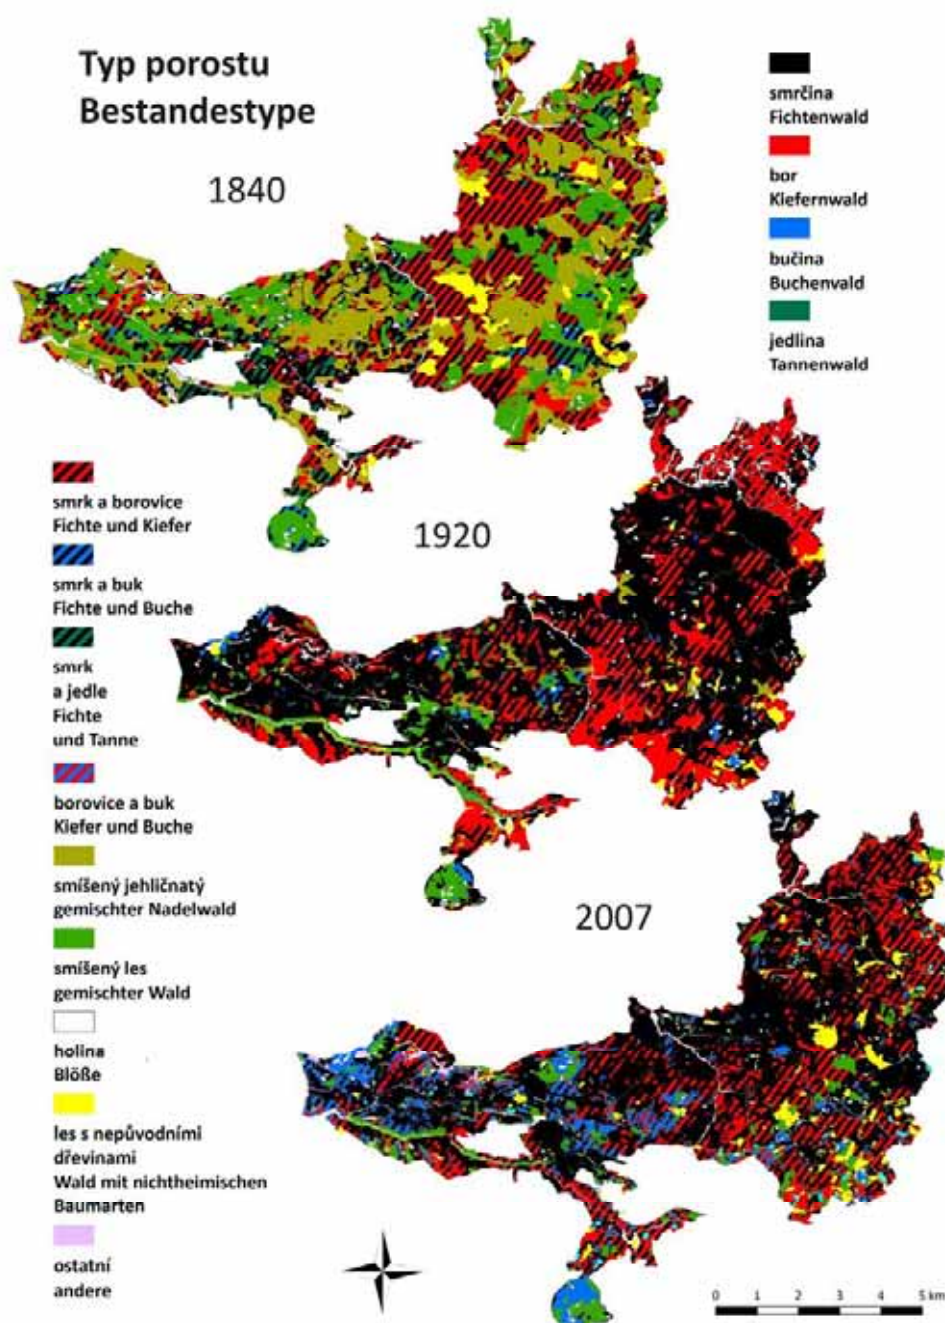 Typ porostu
Bestandestype
1840
smrčina
Fichtenwald
bor
Kiefernwald
bučina
Buchenvald
jedlina
Tannenwald
smrk a borovice
Fichte und Kiefer
smrk a buk
Fichte und Buche
smrk
a jedle
Fichte
und Tanne
borovice a buk
Kiefer und Buche
smíšený jehličnatý
gemischter Nadelwald
smíšený les
gemischter Wald
holina
Blöße
les s nepůvodními
dřevinami
Wald mit nichtheimischen
Baumarten
ostatní
andere
1920
2007
0 1 2 3 4 5 km